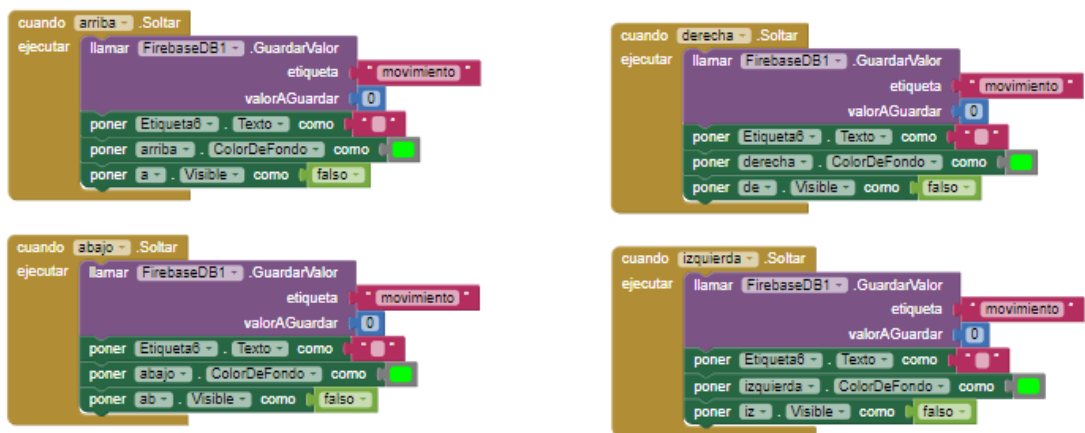 cuando arriba .Soltar
ejecutar llamar FirebaseDB1 .GuardarValor
etiqueta " movimiento "
valorAGuardar 0
poner Etiqueta6 . Texto como " "
poner arriba . ColorDeFondo como
poner a . Visible como falso
cuando derecha .Soltar
ejecutar llamar FirebaseDB1 .GuardarValor
etiqueta " movimiento "
valorAGuardar 0
poner Etiqueta6 . Texto como " "
poner derecha . ColorDeFondo como
poner de . Visible como falso
cuando abajo .Soltar
ejecutar llamar FirebaseDB1 .GuardarValor
etiqueta " movimiento "
valorAGuardar 0
poner Etiqueta6 . Texto como " "
poner abajo . ColorDeFondo como
poner ab . Visible como falso
cuando izquierda .Soltar
ejecutar llamar FirebaseDB1 .GuardarValor
etiqueta " movimiento "
valorAGuardar 0
poner Etiqueta6 . Texto como " "
poner izquierda . ColorDeFondo como
poner iz . Visible como falso